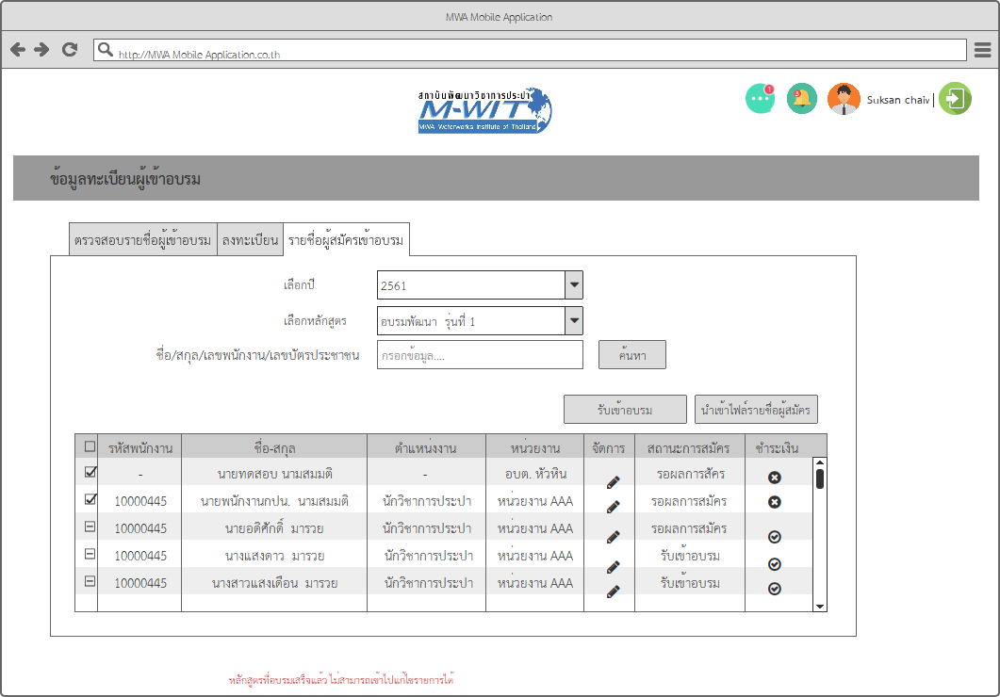 MWA Mobile Application
http://MWA Mobile Application.co.th
สถาบันพัฒนาวิชาการประปา
M-WIT
MWA Waterworks Institute of Thailand
1
3
Suksan chaiv
ข้อมูลทะเบียนผู้เข้าอบรม
ตรวจสอบรายชื่อผู้เข้าอบรม ลงทะเบียน รายชื่อผู้สมัครเข้าอบรม
เลือกปี 2561
เลือกหลักสูตร อบรมพัฒนา รุ่นที่ 1
ชื่อ/สกุล/เลขพนักงาน/เลขบัตรประชาชน กรอกข้อมูล.... ค้นหา
รับเข้าอบรม นำเข้าไฟล์รายชื่อผู้สมัคร
รหัสพนักงาน ชื่อ-สกุล ตำแหน่งงาน หน่วยงาน จัดการ สถานะการสมัคร ชำระเงิน
- นายทดสอบ นามสมมติ - อบต. หัวหิน รอผลการสัคร
10000445 นายพนักงานกปน. นามสมมติ นักวิชาการประปา หน่วยงาน AAA รอผลการสมัคร
10000445 นายอดิศักดิ์ มารวย นักวิชาการประปา หน่วยงาน AAA รอผลการสมัคร
10000445 นางแสงดาว มารวย นักวิชาการประปา หน่วยงาน AAA รับเข้าอบรม
10000445 นางสาวแสงเดือน มารวย นักวิชาการประปา หน่วยงาน AAA รับเข้าอบรม
หลักสูตรที่อบรมเสร็จแล้ว ไม่สามารถเข้าไปแก้ไขรายการได้